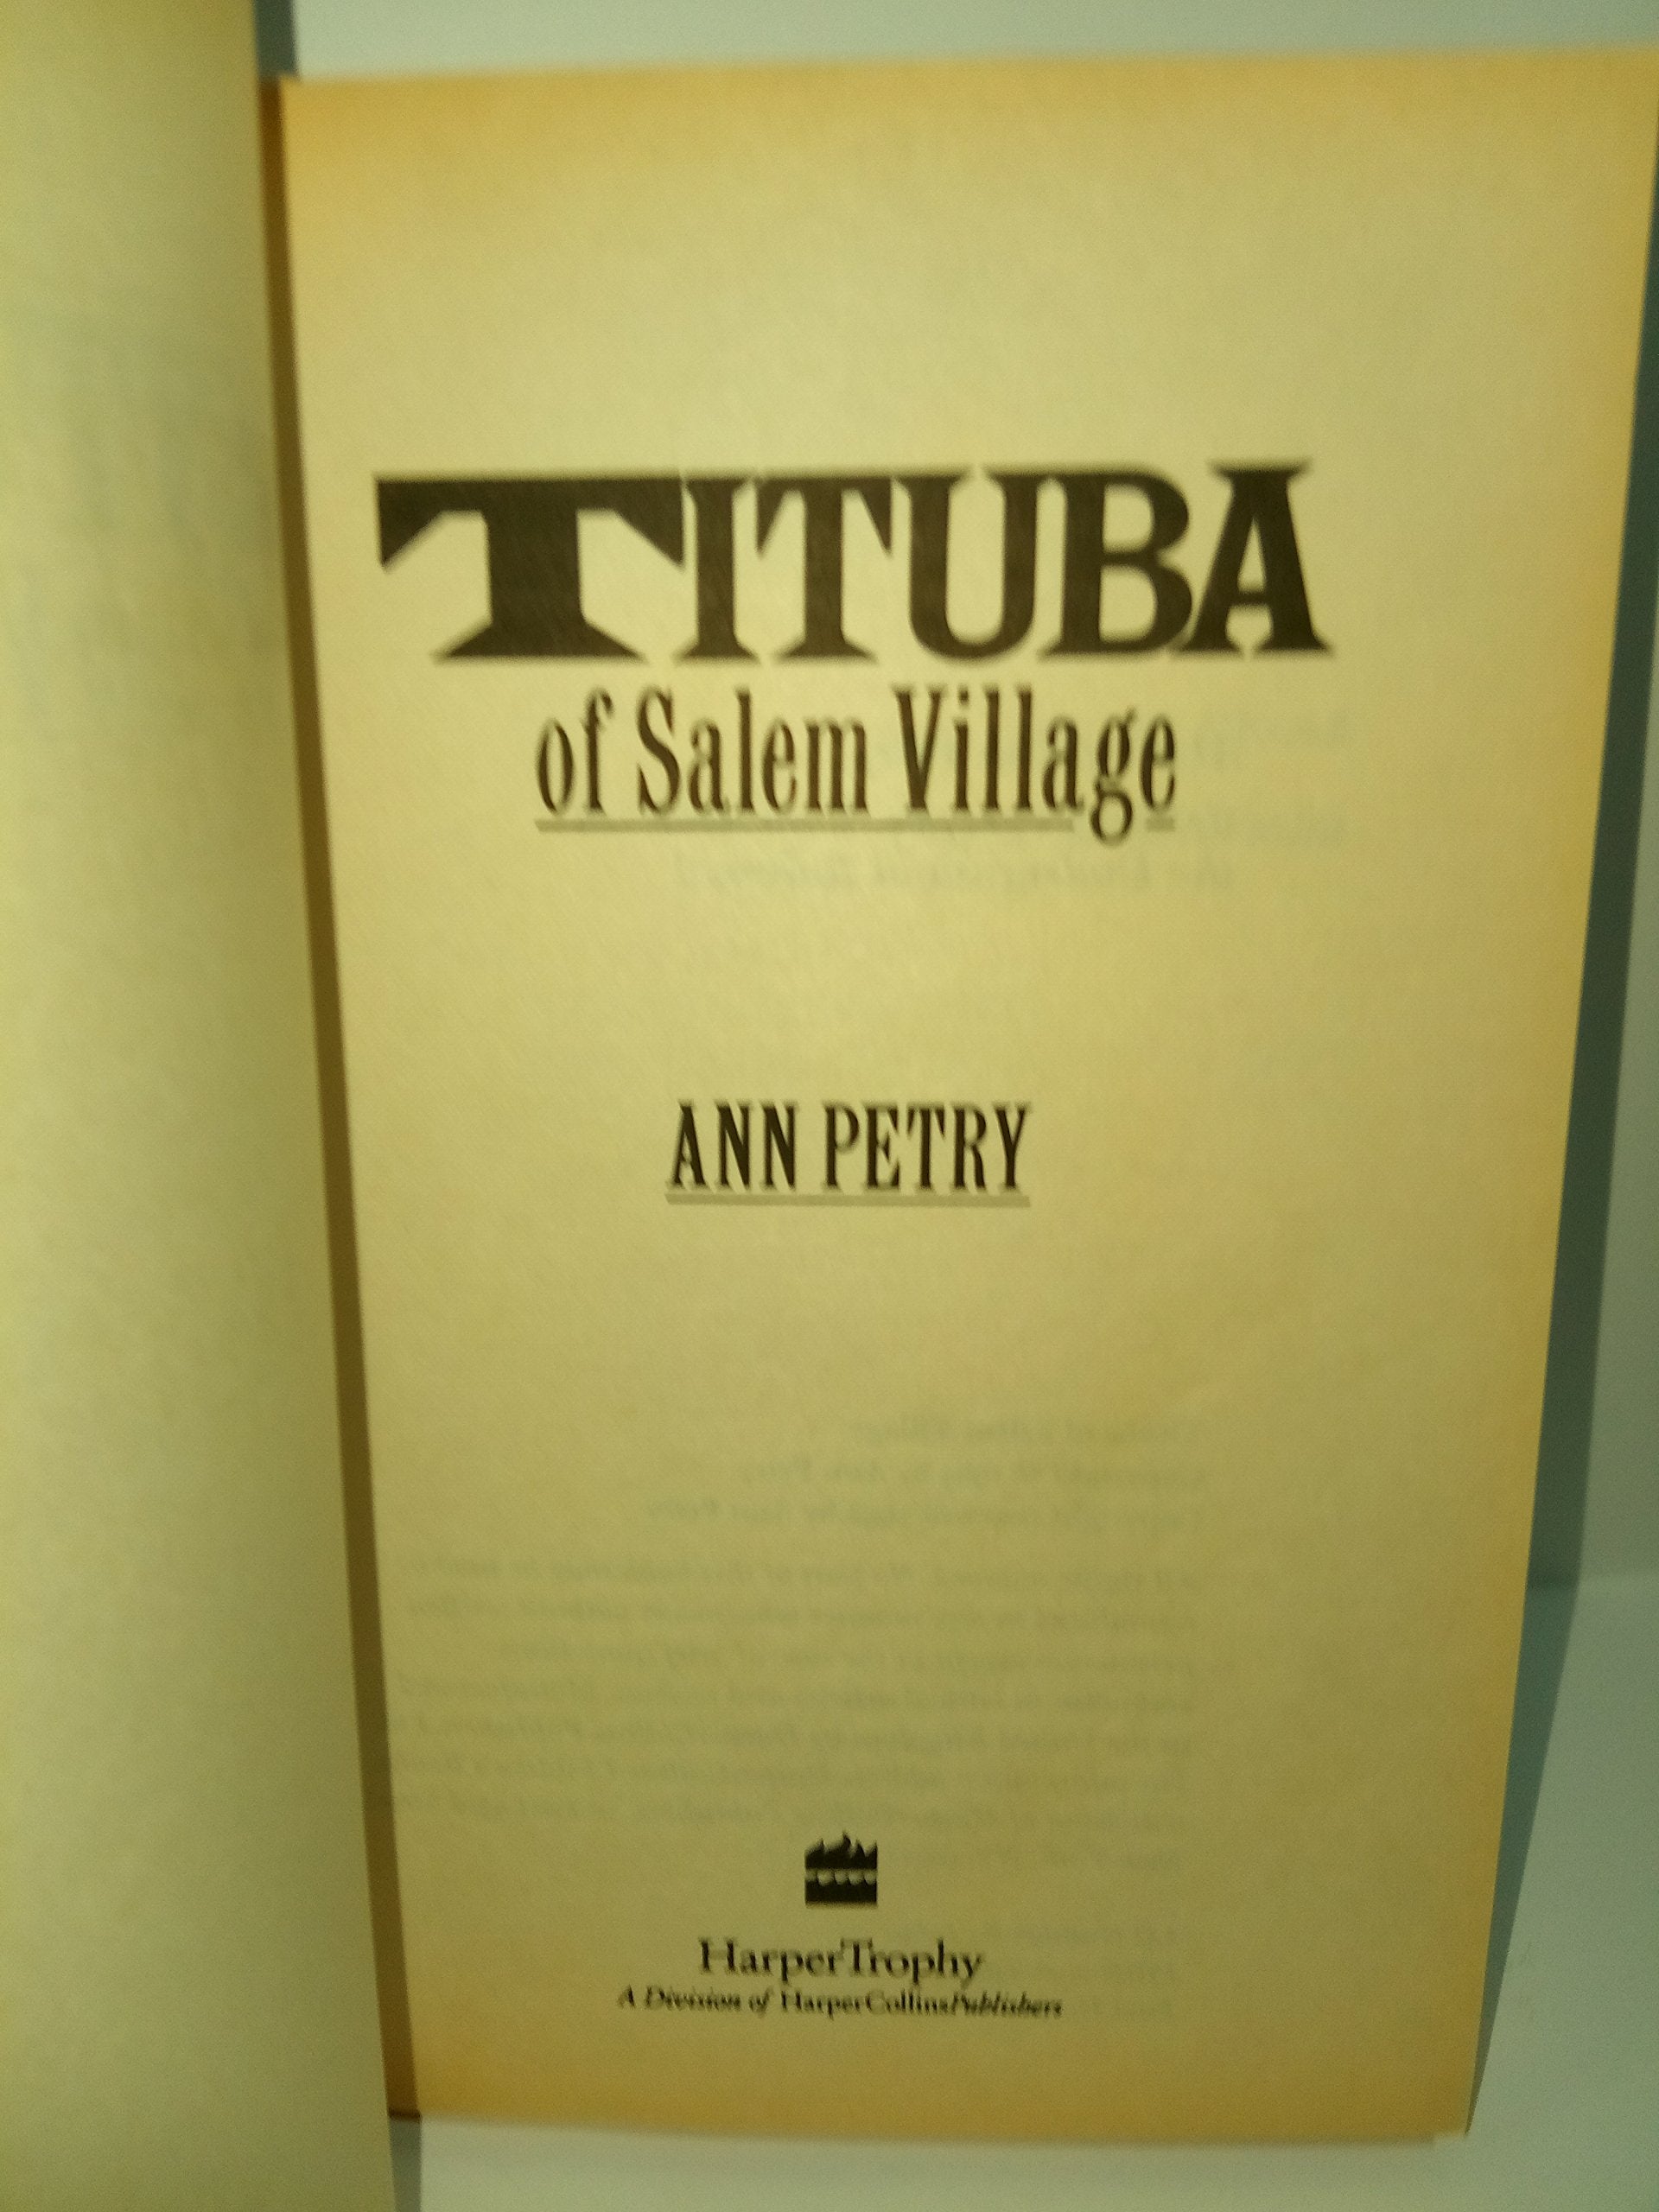 TITUBA
of Salem Village
ANN PETRY
HarperTrophy
A Division of HarperCollinsPublishers